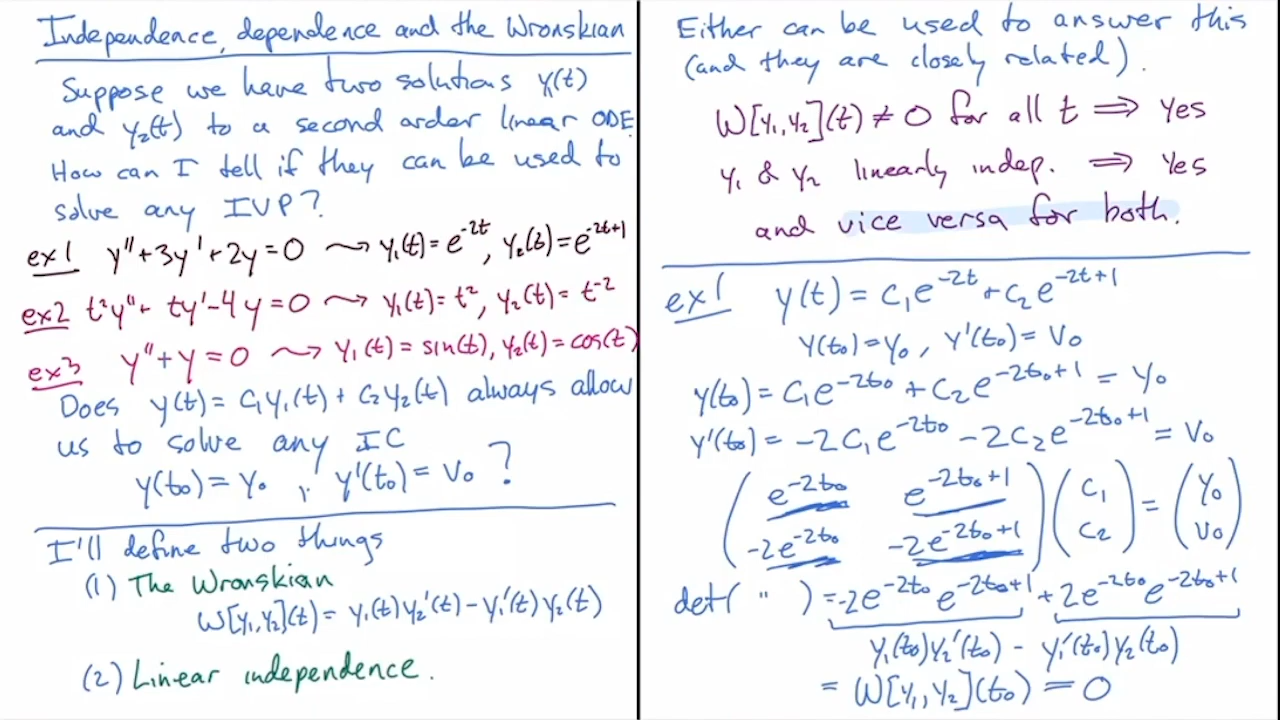 Independence, dependence and the Wronskian
Suppose we have two solutions y₁(t)
and y₂(t) to a second order linear ODE.
How can I tell if they can be used to
solve any IVP?
ex1 y''+3y'+2y=0 ⇝ y₁(t)=e^{-2t}, y₂(t)=e^{-2t+1}
ex2 t²y''+ ty'-4y=0 ⇝ y₁(t)=t², y₂(t)=t^{-2}
ex3 y''+y=0 ⇝ y₁(t)=sin(t), y₂(t)=cos(t)
Does y(t)=C₁y₁(t)+C₂y₂(t) always allow
us to solve any IC
y(t₀)=y₀, y'(t₀)=v₀ ?
I'll define two things
(1) The Wronskian
W[y₁,y₂](t)= y₁(t)y₂'(t)-y₁'(t)y₂(t)
(2) Linear independence.
Either can be used to answer this
(and they are closely related).
W[y₁,y₂](t)≠0 for all t ⇒ Yes
y₁ & y₂ linearly indep. ⇒ Yes
and vice versa for both.
ex1 y(t)=C₁e^{-2t}+C₂e^{-2t+1}
y(t₀)=y₀, y'(t₀)=v₀
y(t₀)=C₁e^{-2t₀}+C₂e^{-2t₀+1}=y₀
y'(t₀)=-2C₁e^{-2t₀}-2C₂e^{-2t₀+1}=v₀
( e^{-2t₀} e^{-2t₀+1} ) ( C₁ ) = ( y₀ )
( -2e^{-2t₀} -2e^{-2t₀+1} ) ( C₂ ) ( v₀ )
det( " ) =-2e^{-2t₀}e^{-2t₀+1}+2e^{-2t₀}e^{-2t₀+1}
y₁(t₀)y₂'(t₀) - y₁'(t₀)y₂(t₀)
= W[y₁,y₂](t₀) = 0